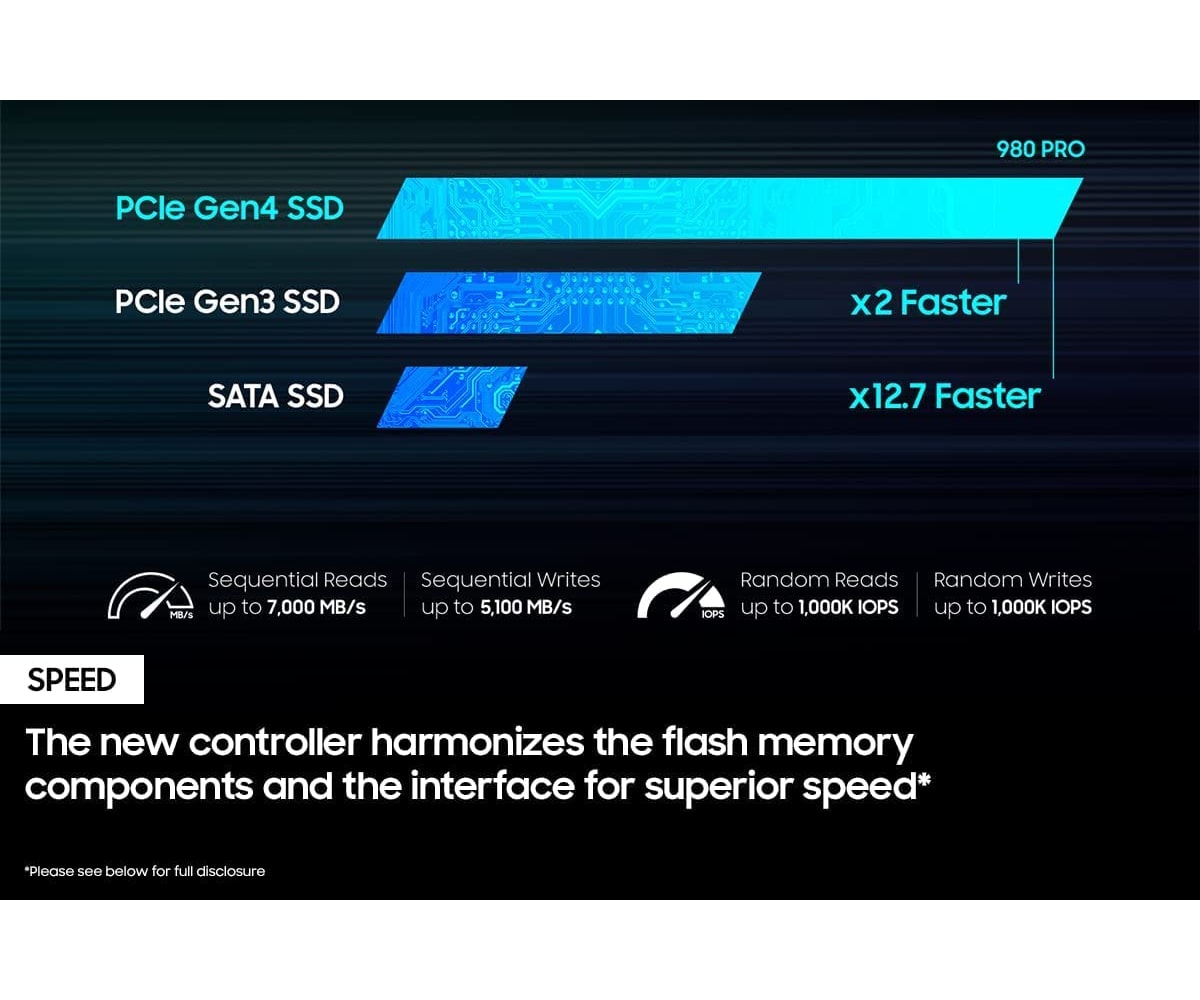 980 PRO
PCIe Gen4 SSD
PCIe Gen3 SSD
x2 Faster
SATA SSD
x12.7 Faster
MB/s
Sequential Reads
up to 7,000 MB/s
Sequential Writes
up to 5,100 MB/s
IOPS
Random Reads
up to 1,000K IOPS
Random Writes
up to 1,000K IOPS
SPEED
The new controller harmonizes the flash memory
components and the interface for superior speed*
*Please see below for full disclosure